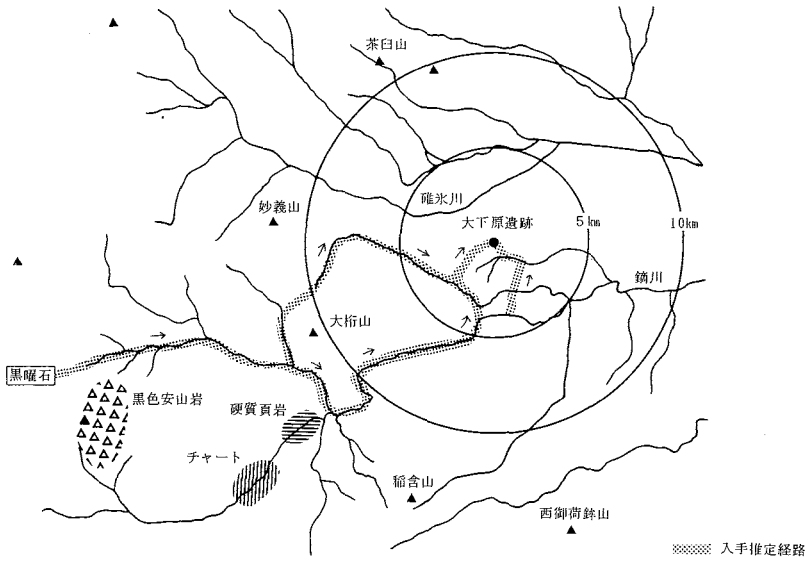 茶臼山
碓氷川
妙義山
大下原遺跡
5㎞
10㎞
鏑川
大桁山
黒曜石
黒色安山岩
硬質頁岩
チャート
稲含山
西御荷鉾山
入手推定経路